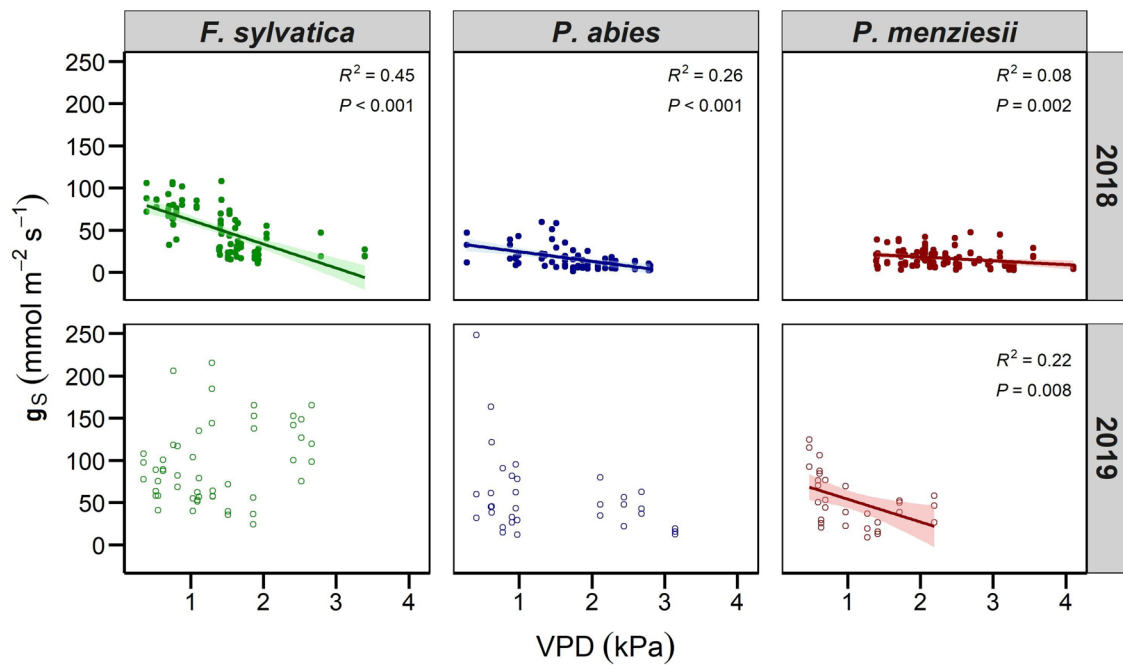 F. sylvatica
P. abies
P. menziesii
250
200
150
100
50
0
R² = 0.45
P < 0.001
R² = 0.26
P < 0.001
R² = 0.08
P = 0.002
2018
gS (mmol m⁻² s⁻¹)
250
200
150
100
50
0
R² = 0.22
P = 0.008
2019
1 2 3 4
1 2 3 4
1 2 3 4
VPD (kPa)